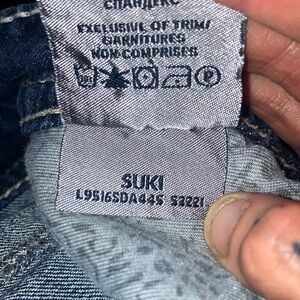 СПАНДЕКС
EXCLUSIVE OF TRIM/
GARNITURES
NON-COMPRISES
SUKI
L9516SDA44S S3221